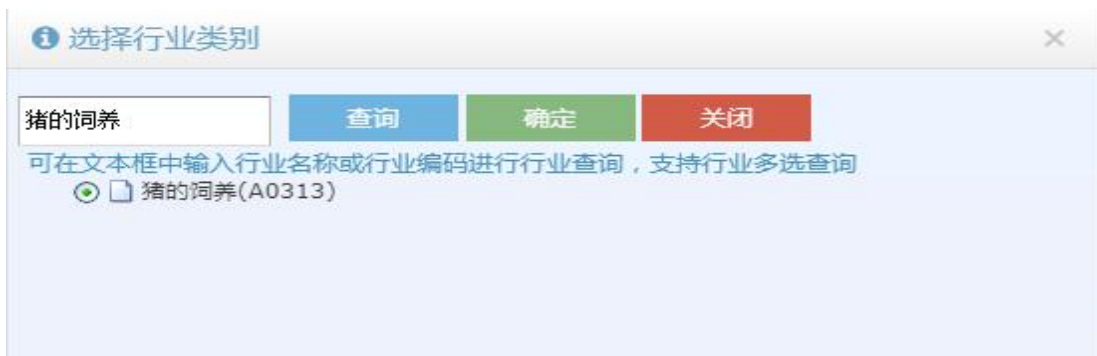 选择行业类别
猪的饲养 查询 确定 关闭
可在文本框中输入行业名称或行业编码进行行业查询，支持行业多选查询
猪的饲养(A0313)